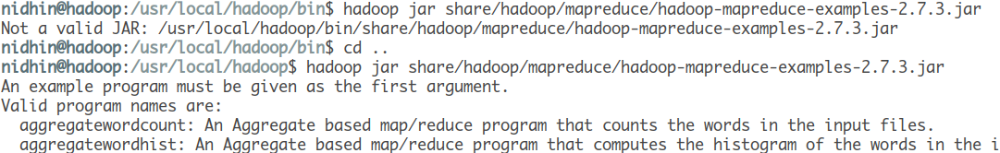 nidhin@hadoop:/usr/local/hadoop/bin$ hadoop jar share/hadoop/mapreduce/hadoop-mapreduce-examples-2.7.3.jar
Not a valid JAR: /usr/local/hadoop/bin/share/hadoop/mapreduce/hadoop-mapreduce-examples-2.7.3.jar
nidhin@hadoop:/usr/local/hadoop/bin$ cd ..
nidhin@hadoop:/usr/local/hadoop$ hadoop jar share/hadoop/mapreduce/hadoop-mapreduce-examples-2.7.3.jar
An example program must be given as the first argument.
Valid program names are:
  aggregatewordcount: An Aggregate based map/reduce program that counts the words in the input files.
  aggregatewordhist: An Aggregate based map/reduce program that computes the histogram of the words in the i